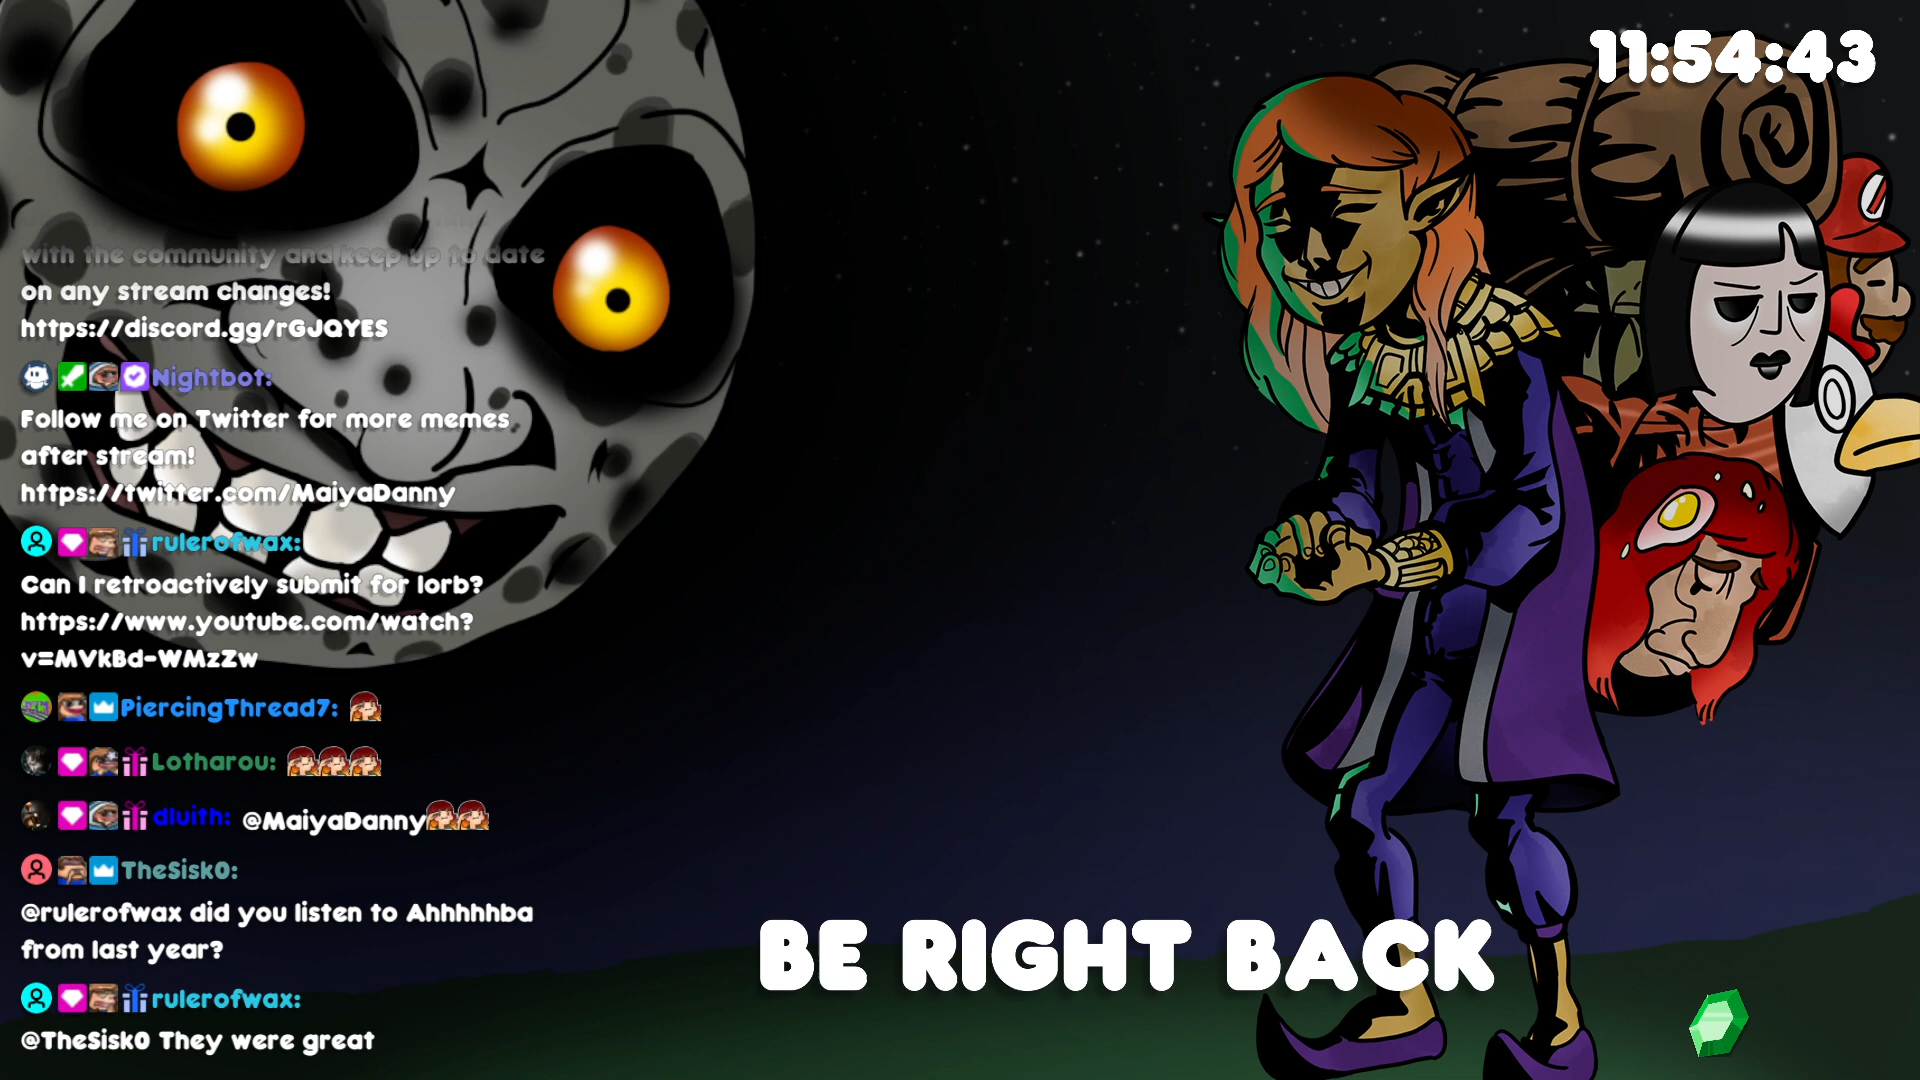 11:54:43
with the community and keep up to date
on any stream changes!
https://discord.gg/rGJQYES
Nightbot:
Follow me on Twitter for more memes
after stream!
https://twitter.com/MaiyaDanny
rulerofwax:
Can I retroactively submit for lorb?
https://www.youtube.com/watch?
v=MVkBd-WMzZw
PiercingThread7:
Lotharou:
dluith: @MaiyaDanny
TheSisk0:
@rulerofwax did you listen to Ahhhhhba
from last year?
rulerofwax:
@TheSisk0 They were great
BE RIGHT BACK